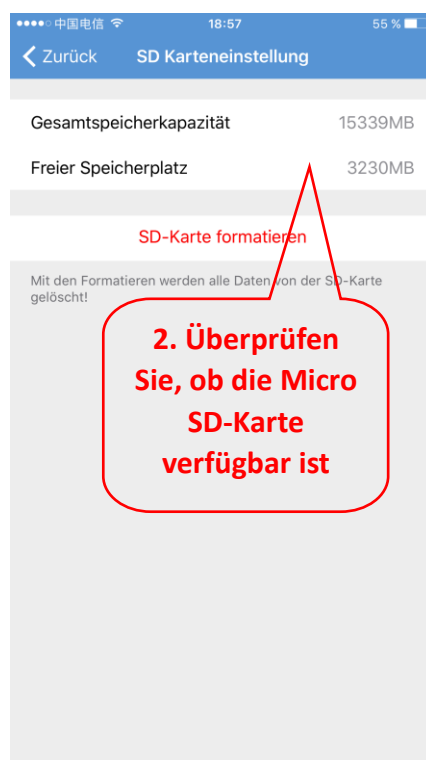 ●●●●○ 中国电信 18:57 55 %
Zurück SD Karteneinstellung
Gesamtspeicherkapazität 15339MB
Freier Speicherplatz 3230MB
SD-Karte formatieren
Mit den Formatieren werden alle Daten von der SD-Karte
gelöscht!
2. Überprüfen
Sie, ob die Micro
SD-Karte
verfügbar ist